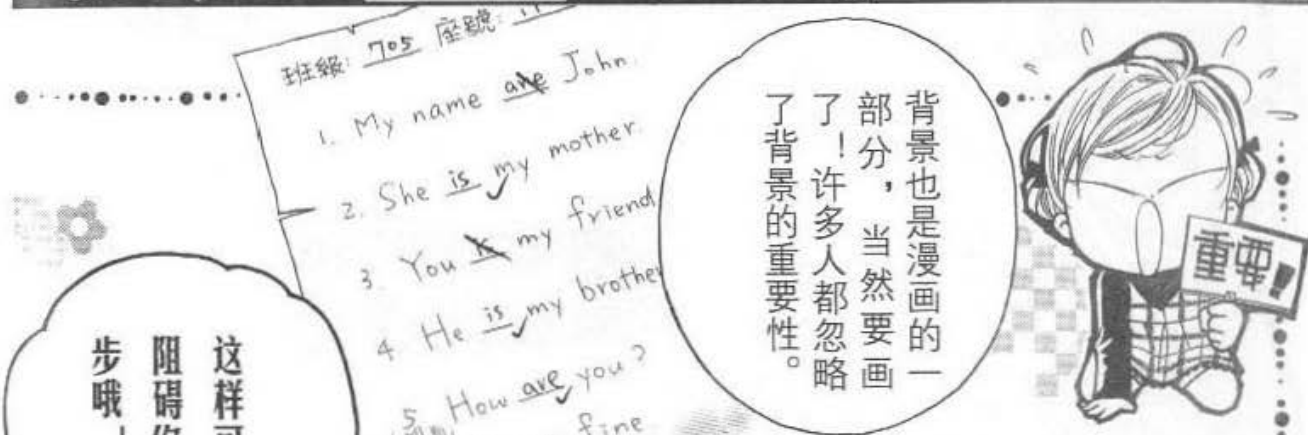 重要!
背景也是漫画的一
部分，当然要画
了！许多人都忽略
了背景的重要性。
班級: 705 座號: 11
1. My name are John.
2. She is my mother.
3. You is my friend
4. He is my brother
5. How are you?
fine
这样可
阻碍你
步哦